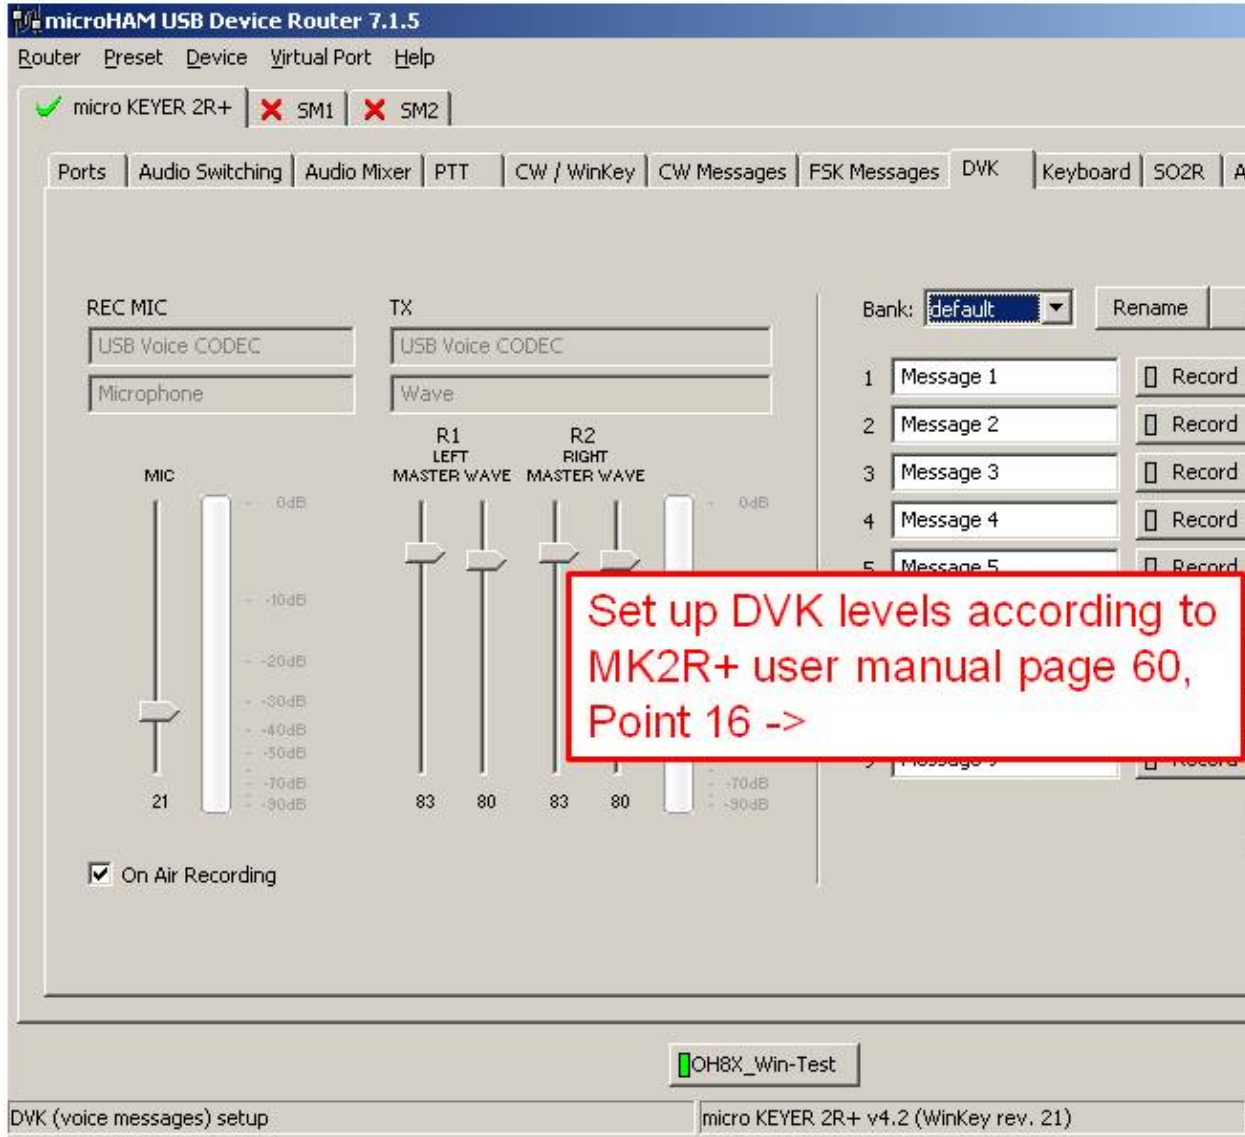 microHAM USB Device Router 7.1.5
Router Preset Device Virtual Port Help
micro KEYER 2R+ SM1 SM2
Ports Audio Switching Audio Mixer PTT CW / WinKey CW Messages FSK Messages DVK Keyboard SO2R A
REC MIC TX
Bank: default Rename
USB Voice CODEC USB Voice CODEC
Microphone Wave
1 Message 1 Record
2 Message 2 Record
3 Message 3 Record
4 Message 4 Record
5 Message 5 Record
R1 R2
LEFT RIGHT
MIC MASTER WAVE MASTER WAVE
0dB 0dB
-10dB
-20dB
-30dB
-40dB
-50dB
-70dB -70dB
-90dB -90dB
21 83 80 83 80
Set up DVK levels according to
MK2R+ user manual page 60,
Point 16 ->
On Air Recording
OH8X_Win-Test
DVK (voice messages) setup micro KEYER 2R+ v4.2 (WinKey rev. 21)